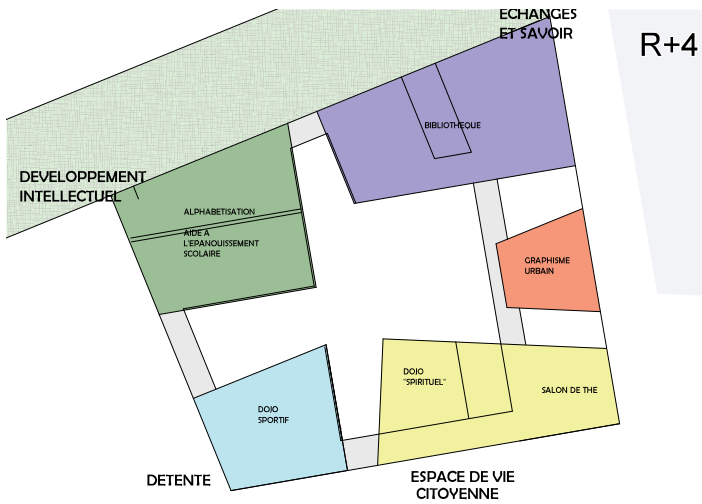 ECHANGES
ET SAVOIR
R+4
BIBLIOTHEQUE
DEVELOPPEMENT
INTELLECTUEL
ALPHABETISATION
AIDE A
L'EPANOUISSEMENT
SCOLAIRE
GRAPHISME
URBAIN
DOJO
"SPIRITUEL"
SALON DE THE
DOJO
SPORTIF
DETENTE
ESPACE DE VIE
CITOYENNE